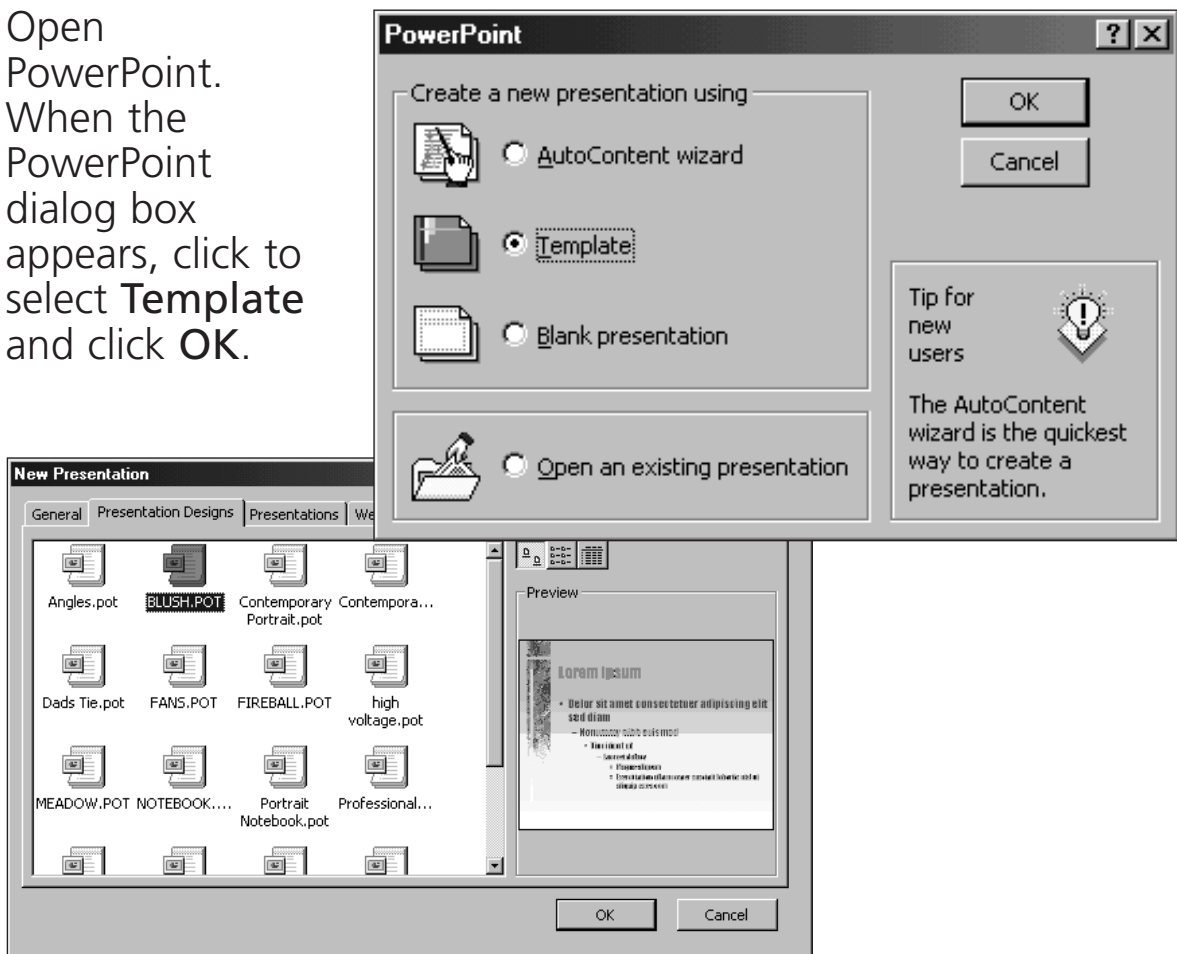 Open
PowerPoint.
When the
PowerPoint
dialog box
appears, click to
select Template
and click OK.
PowerPoint
Create a new presentation using
AutoContent wizard
Template
Blank presentation
Open an existing presentation
OK
Cancel
Tip for
new
users
The AutoContent
wizard is the quickest
way to create a
presentation.
New Presentation
General Presentation Designs Presentations We
Angles.pot BLUSH.POT Contemporary Portrait.pot Contempora...
Dads Tie.pot FANS.POT FIREBALL.POT high voltage.pot
MEADOW.POT NOTEBOOK.... Portrait Notebook.pot Professional...
Preview
Lorem Ipsum
• Delor sit amet consectetuer adipiscing elit
sed diam
OK Cancel